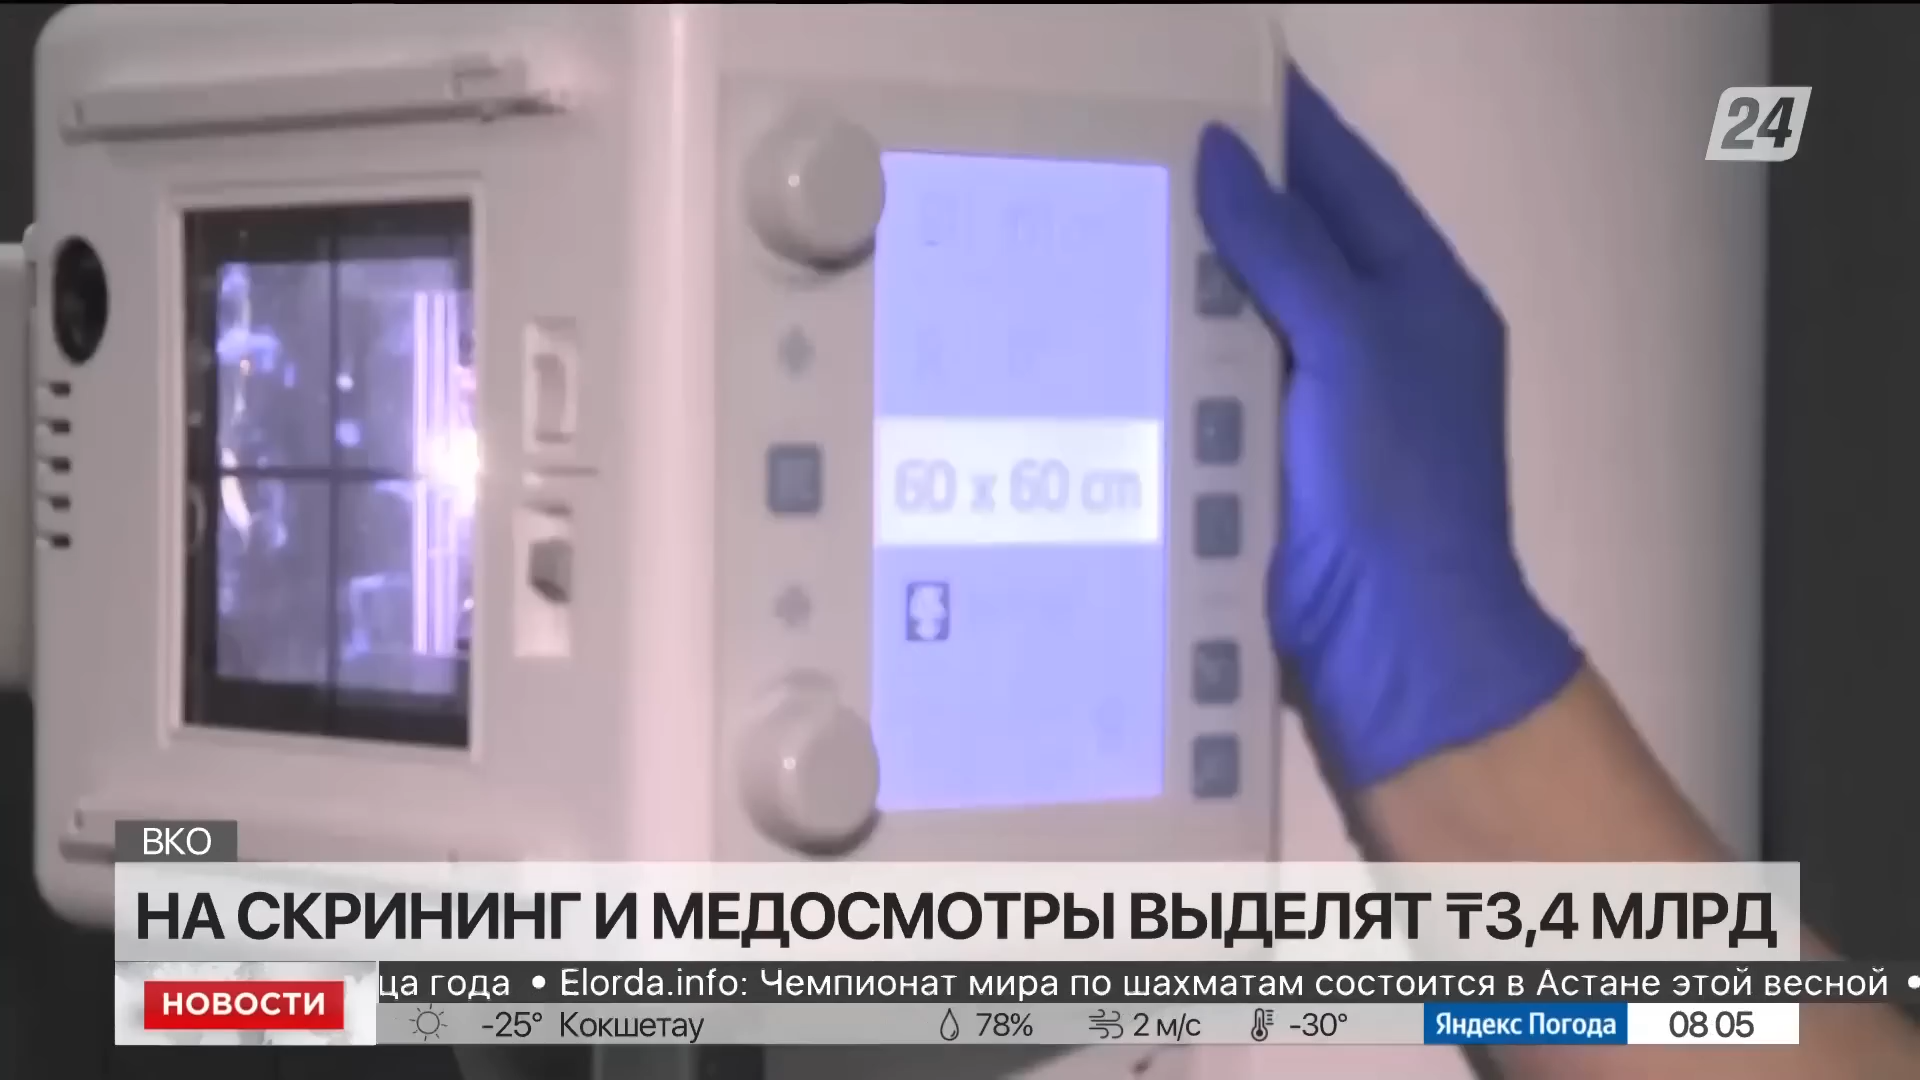 24
60 x 60 cm
ВКО
НА СКРИНИНГ И МЕДОСМОТРЫ ВЫДЕЛЯТ ₸3,4 МЛРД
НОВОСТИ
ца года • Elorda.info: Чемпионат мира по шахматам состоится в Астане этой весной •
-25° Кокшетау 78% 2 м/с -30° Яндекс Погода 08 05